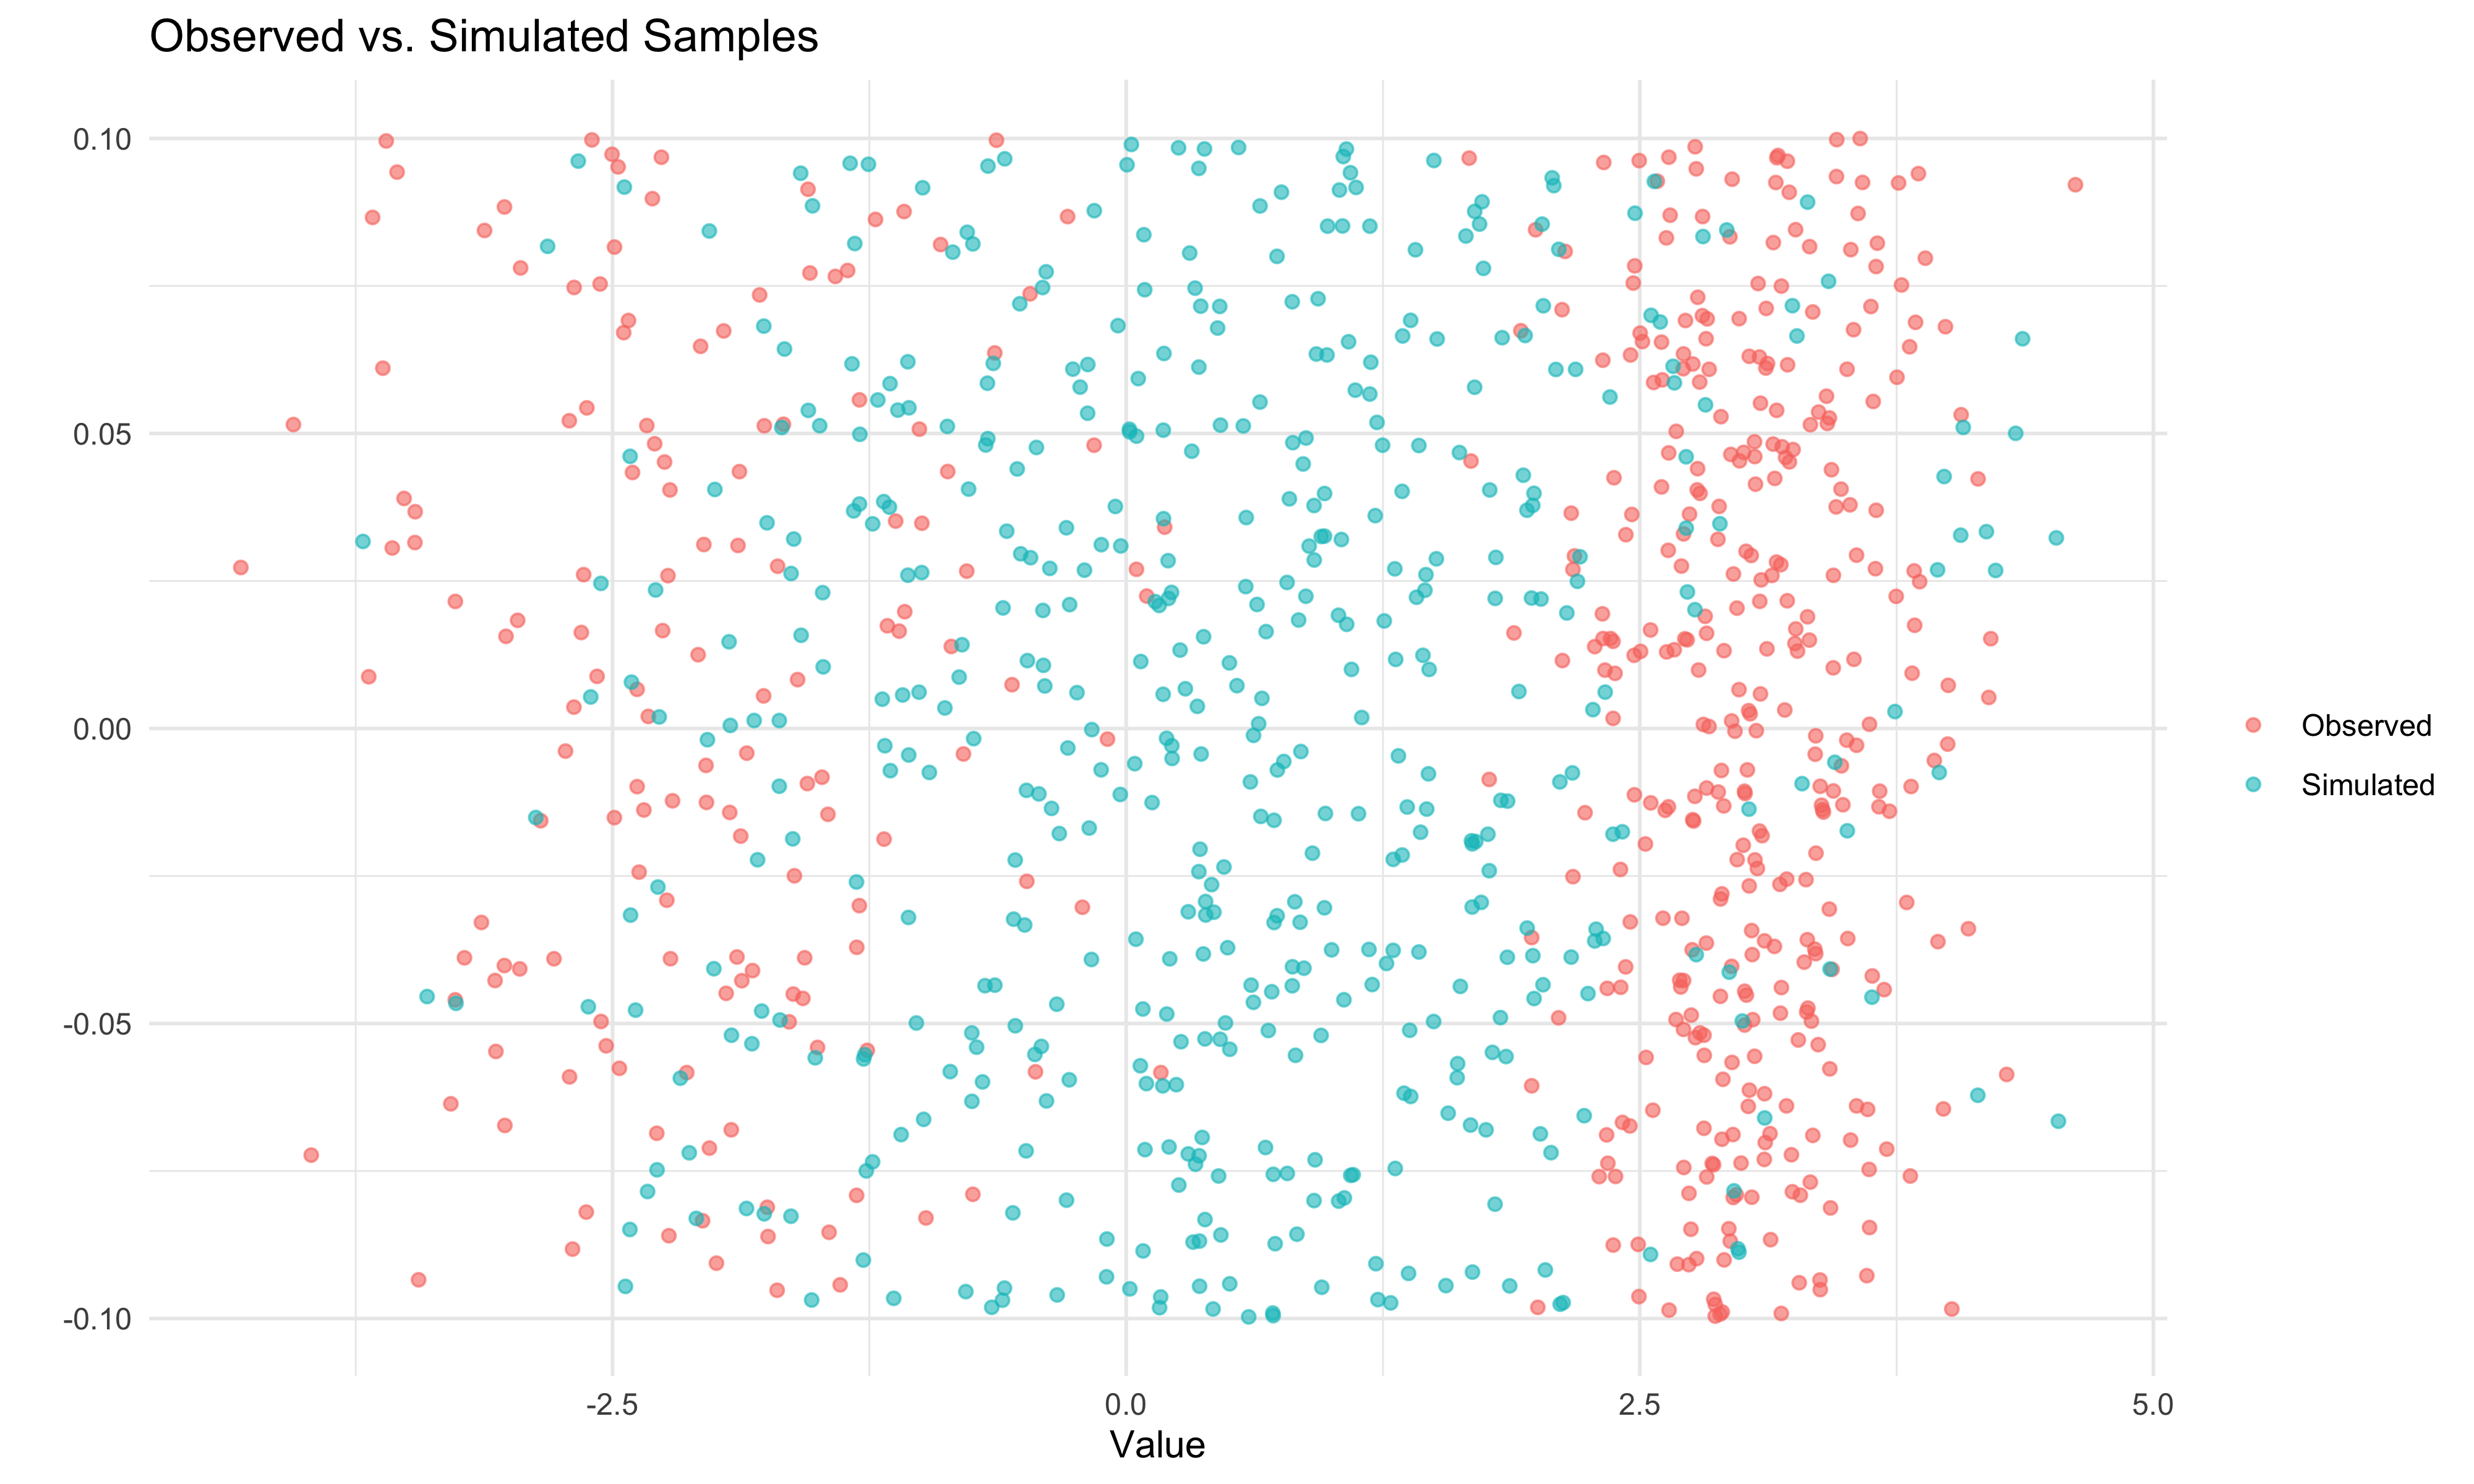 Observed vs. Simulated Samples
0.10
0.05
0.00
-0.05
-0.10
-2.5
0.0
2.5
5.0
Value
Observed
Simulated